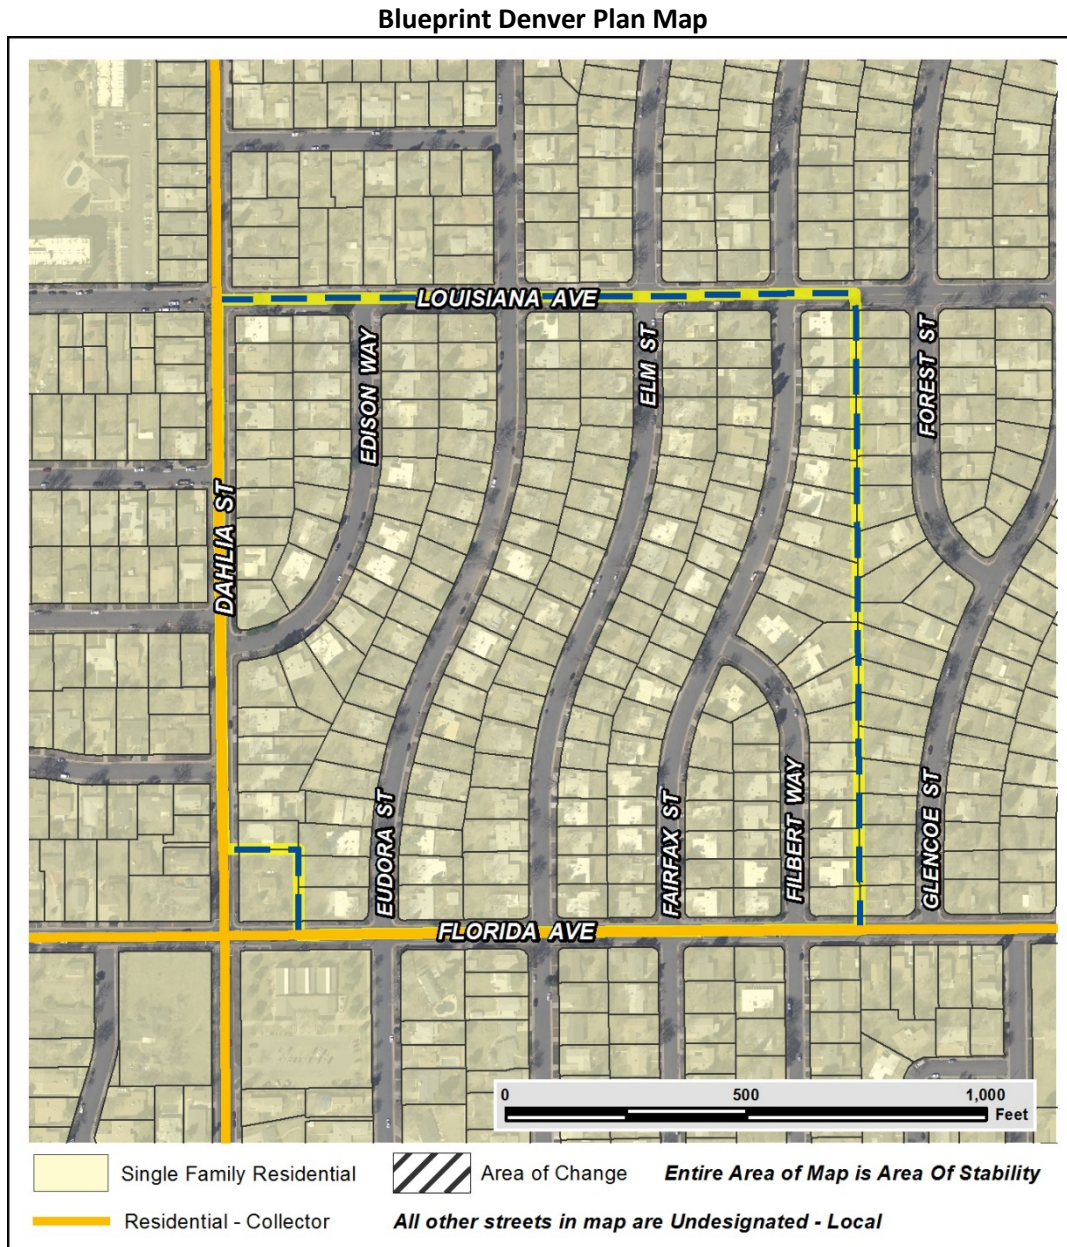 Blueprint Denver Plan Map
LOUISIANA AVE
EDISON WAY
ELM ST
FOREST ST
DAHLIA ST
EUDORA ST
FAIRFAX ST
FILBERT WAY
GLENCOE ST
FLORIDA AVE
0 500 1,000
Feet
Single Family Residential
Area of Change
Entire Area of Map is Area Of Stability
Residential - Collector
All other streets in map are Undesignated - Local